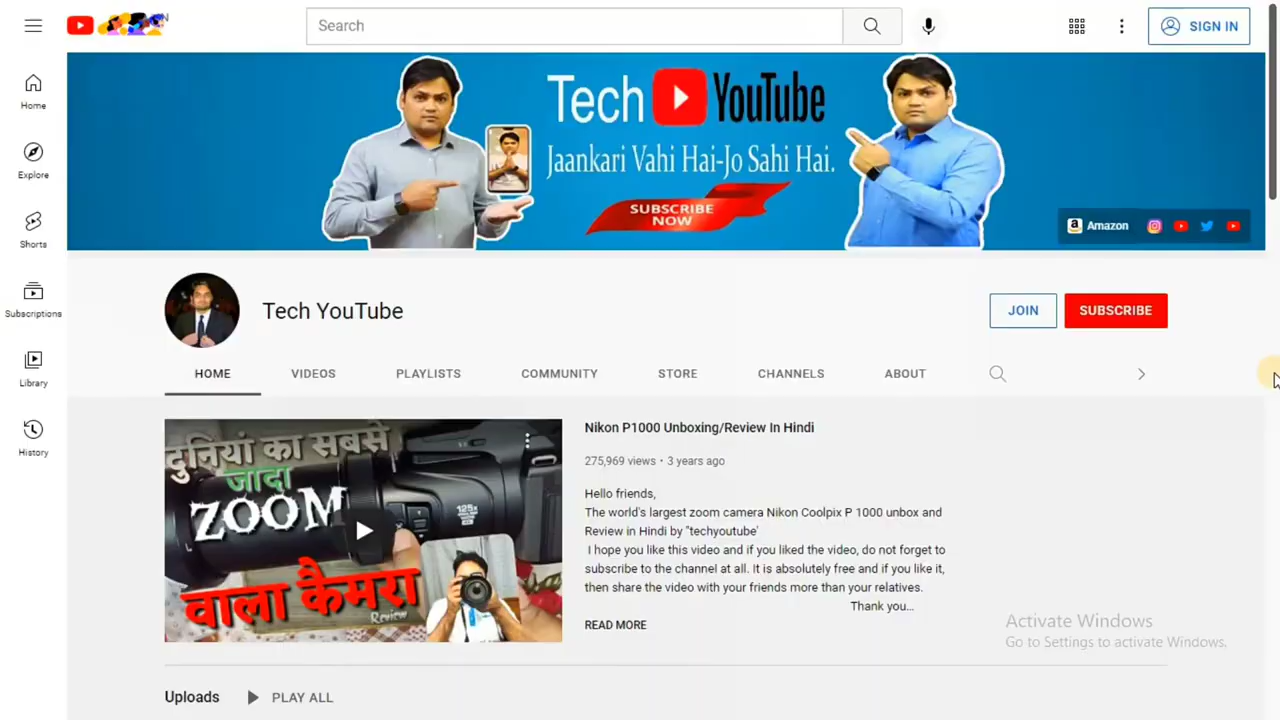 Search
SIGN IN
Home
Explore
Shorts
Subscriptions
Library
History
Tech YouTube
Jaankari Vahi Hai-Jo Sahi Hai.
SUBSCRIBE
NOW
Amazon
Tech YouTube
JOIN
SUBSCRIBE
HOME
VIDEOS
PLAYLISTS
COMMUNITY
STORE
CHANNELS
ABOUT
दुनियां का सबसे
जादा
ZOOM
वाला कैमरा
Review
125x
Nikon P1000 Unboxing/Review In Hindi
275,969 views • 3 years ago
Hello friends,
The world's largest zoom camera Nikon Coolpix P 1000 unbox and
Review in Hindi by "techyoutube'
I hope you like this video and if you liked the video, do not forget to
subscribe to the channel at all. It is absolutely free and if you like it,
then share the video with your friends more than your relatives.
Thank you...
READ MORE
Activate Windows
Go to Settings to activate Windows.
Uploads
PLAY ALL